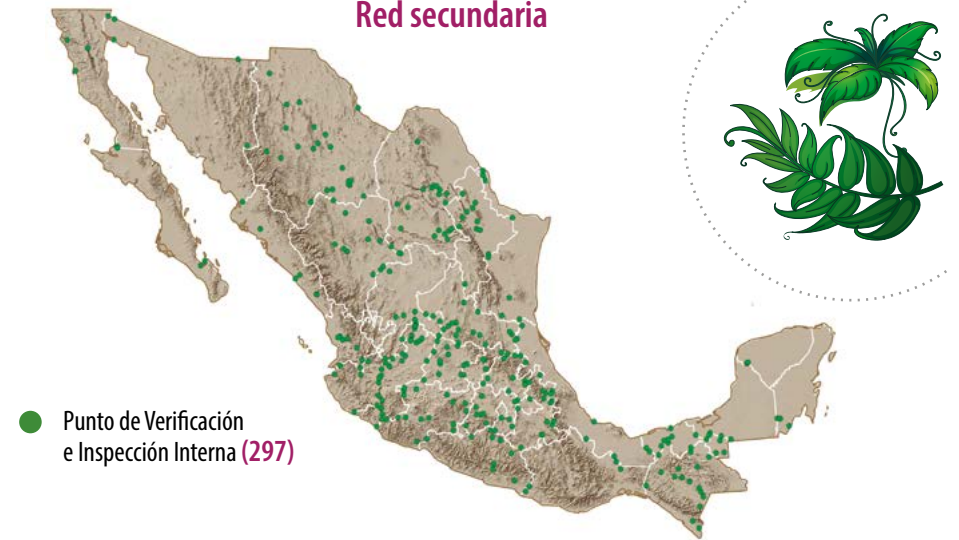 Red secundaria
Punto de Verificación
e Inspección Interna (297)